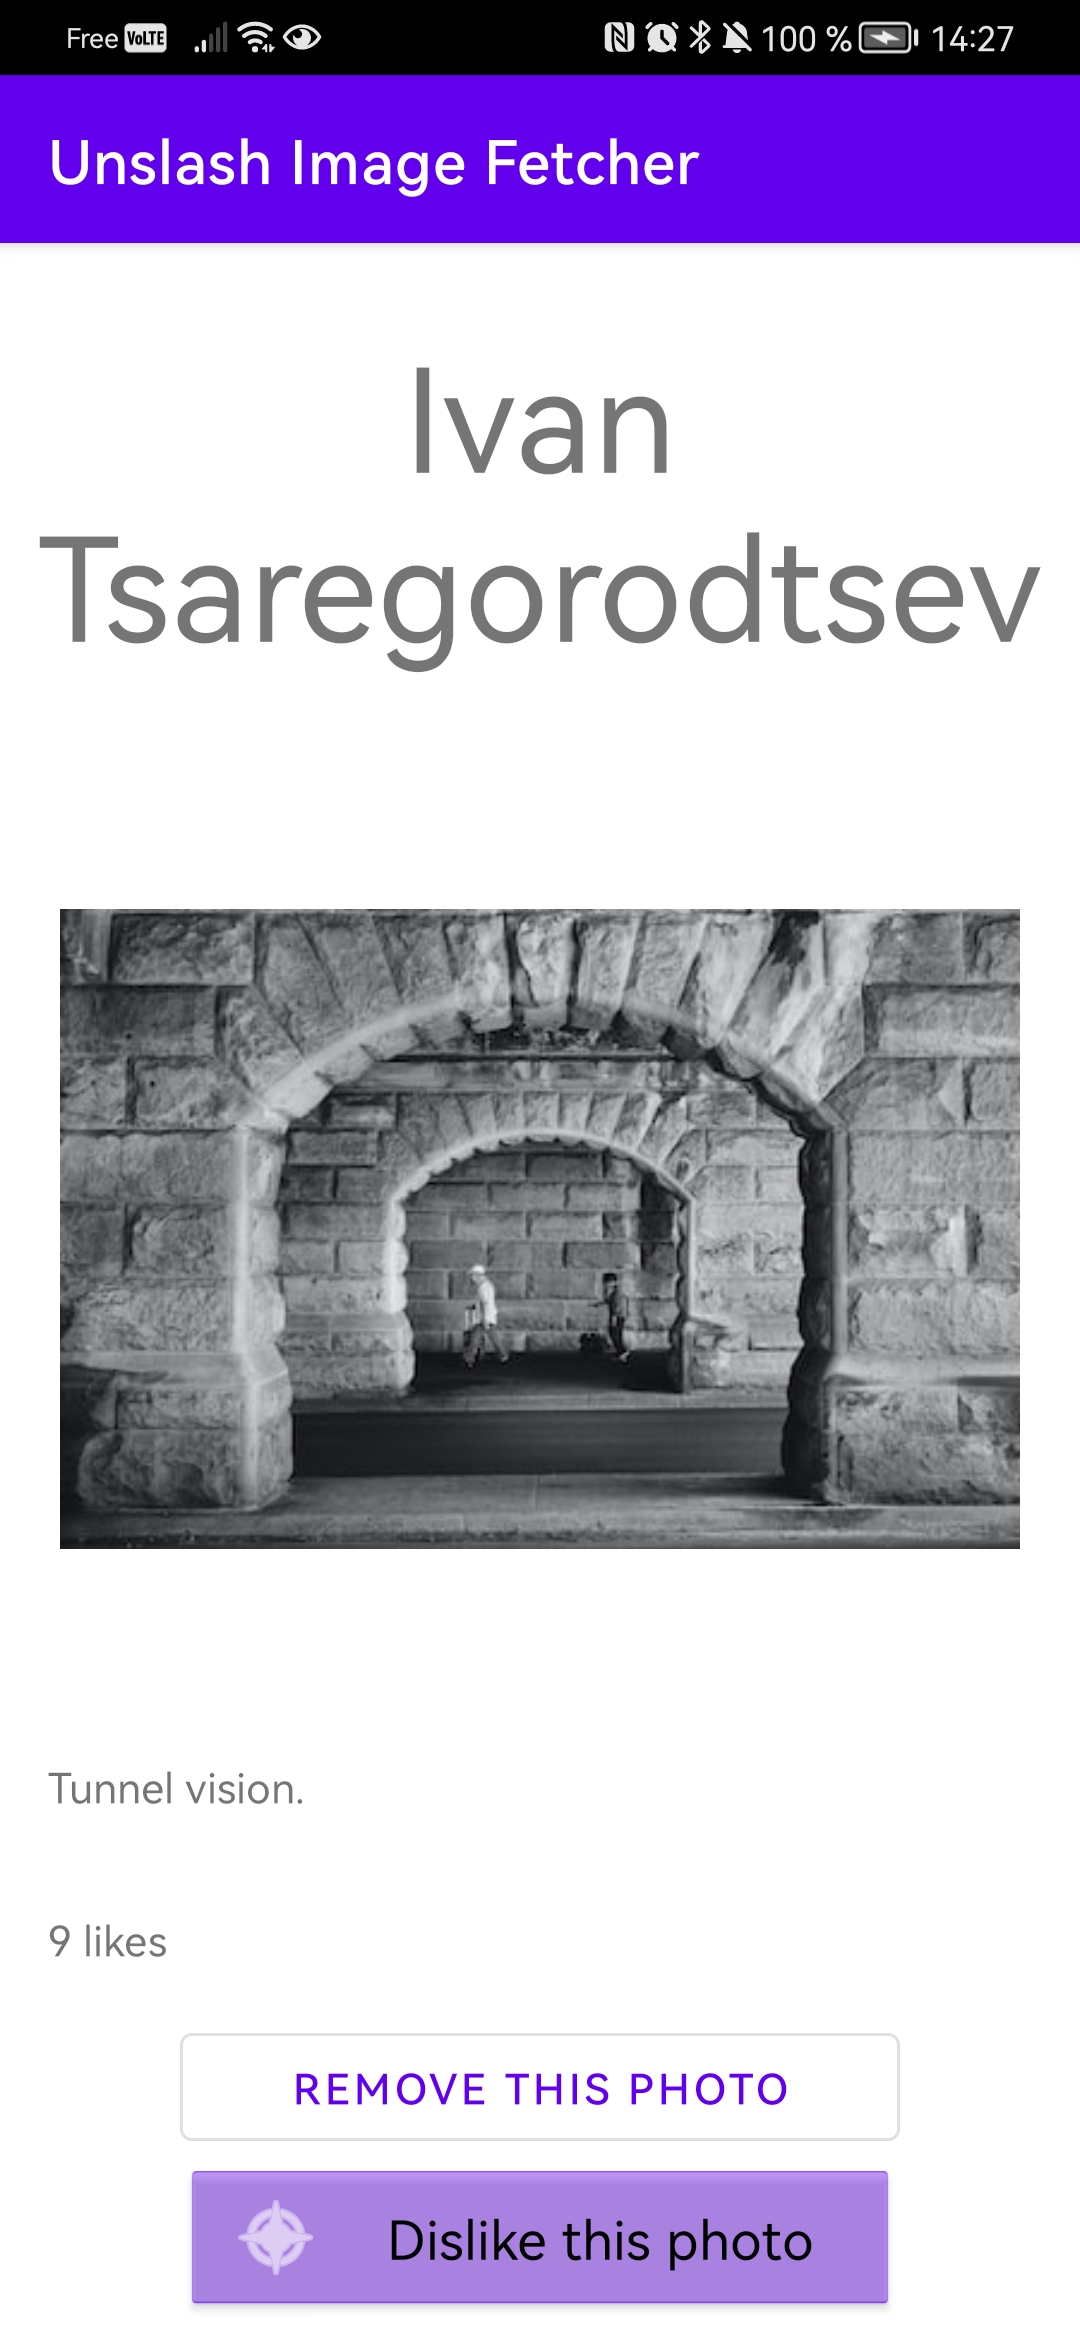 Free VoLTE 100 % 14:27
Unslash Image Fetcher
Ivan
Tsaregorodtsev
Tunnel vision.
9 likes
REMOVE THIS PHOTO
Dislike this photo